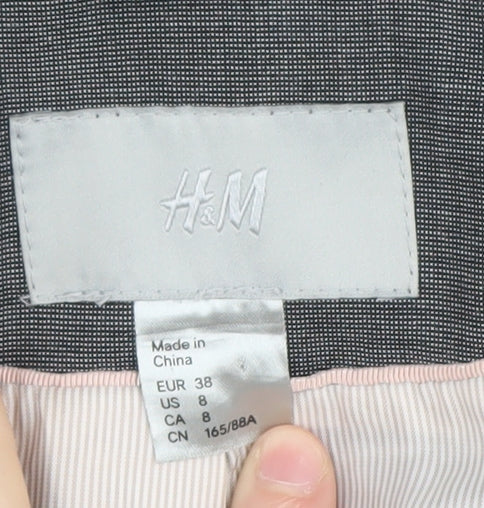 H&M
Made in
China
EUR 38
US 8
CA 8
CN 165/88A